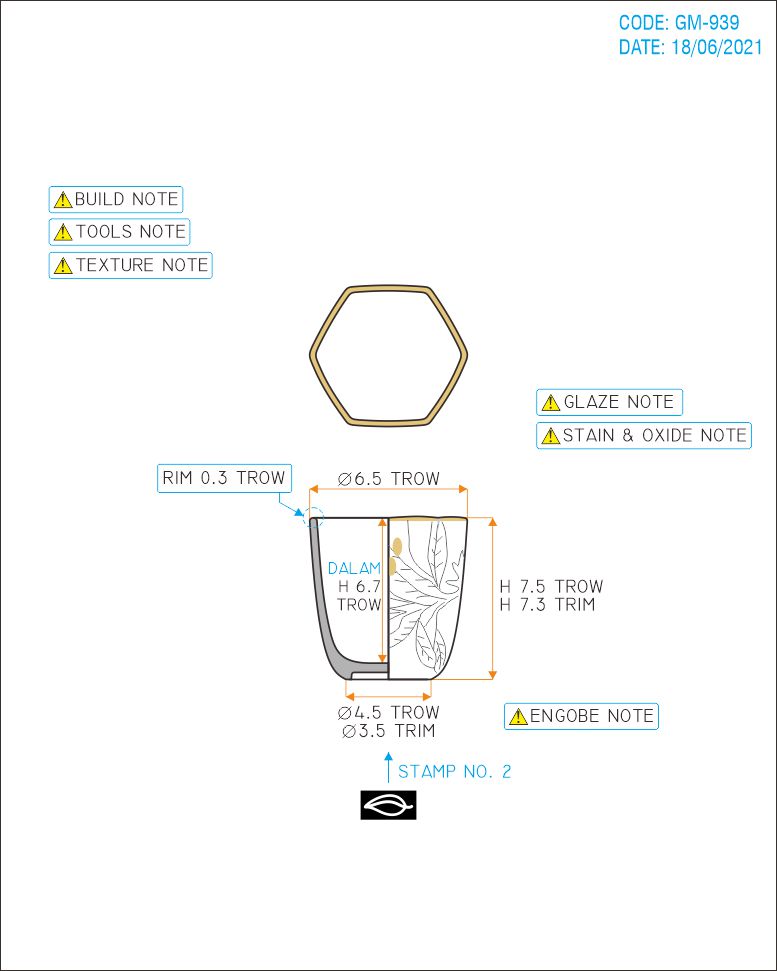 CODE: GM-939
DATE: 18/06/2021
BUILD NOTE
TOOLS NOTE
TEXTURE NOTE
GLAZE NOTE
STAIN & OXIDE NOTE
RIM 0.3 TROW
∅6.5 TROW
DALAM
H 6.7
TROW
H 7.5 TROW
H 7.3 TRIM
∅4.5 TROW
∅3.5 TRIM
ENGOBE NOTE
STAMP NO. 2